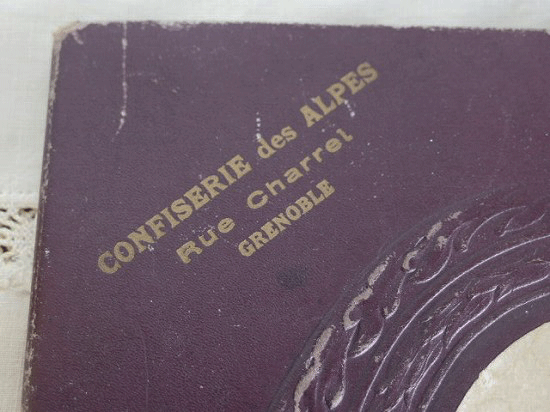 CONFISERIE des ALPES
Rue Charrel
GRENOBLE